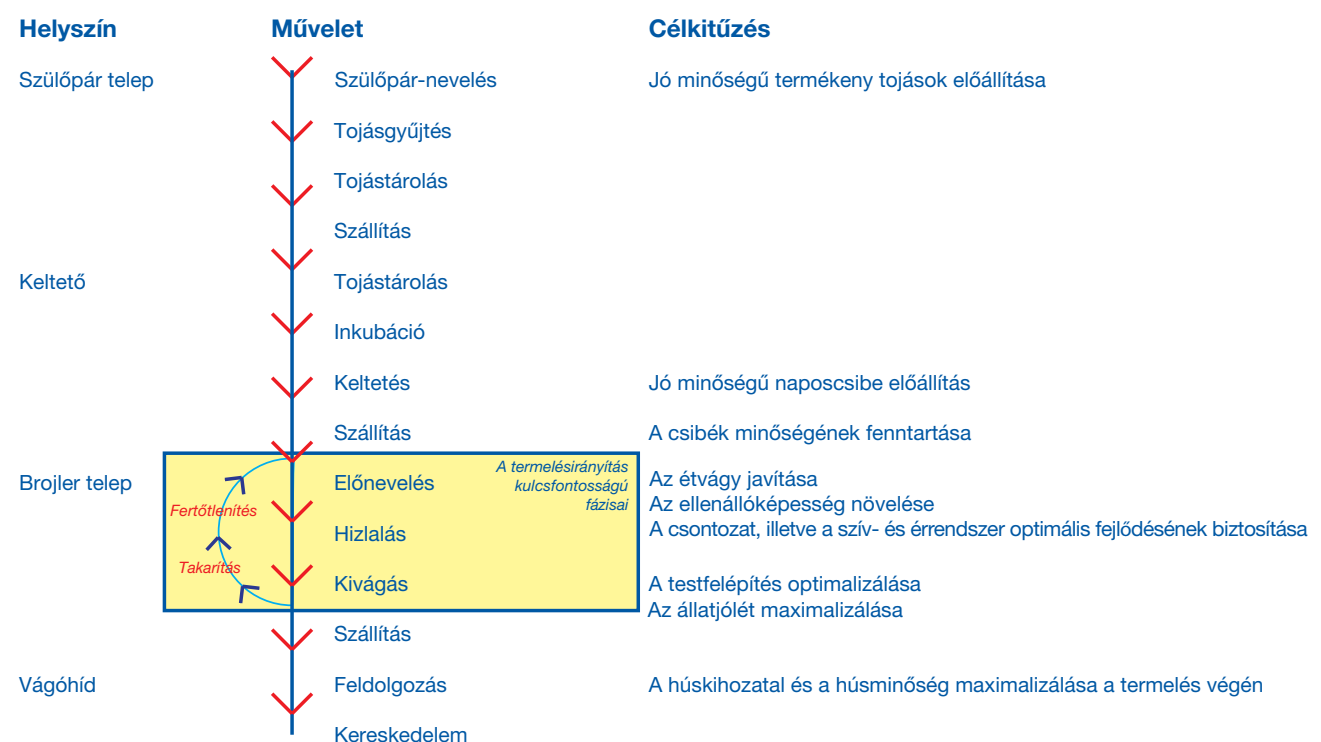 Helyszín Művelet Célkitűzés
Szülőpár telep Szülőpár-nevelés Jó minőségű termékeny tojások előállítása
Tojásgyűjtés
Tojástárolás
Szállítás
Keltető Tojástárolás
Inkubáció
Keltetés Jó minőségű naposcsibe előállítás
Szállítás A csibék minőségének fenntartása
A termelésirányítás
kulcsfontosságú
fázisai
Brojler telep Előnevelés Az étvágy javítása
Az ellenállóképesség növelése
Fertőtlenítés
Hizlalás A csontozat, illetve a szív- és érrendszer optimális fejlődésének biztosítása
Takarítás
Kivágás A testfelépítés optimalizálása
Az állatjólét maximalizálása
Szállítás
Vágóhíd Feldolgozás A húskihozatal és a húsminőség maximalizálása a termelés végén
Kereskedelem